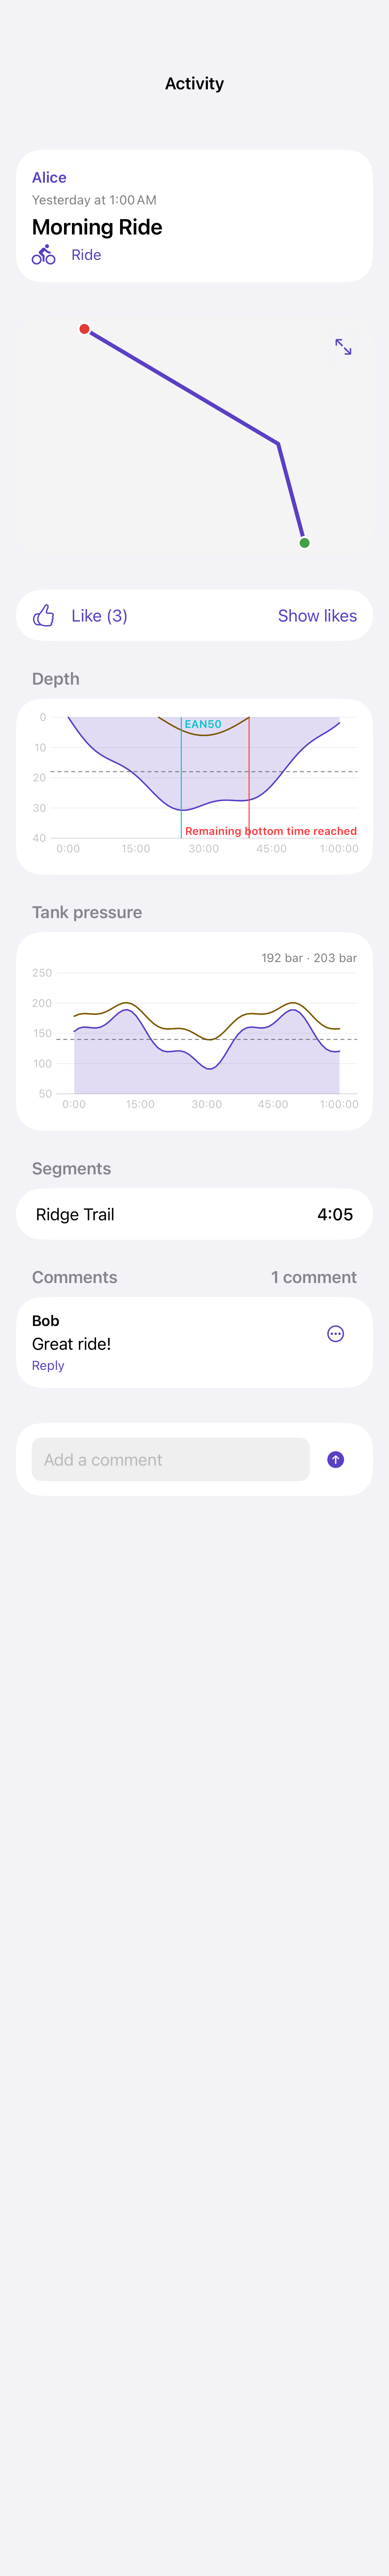 Activity
Alice
Yesterday at 1:00 AM
Morning Ride
Ride
Like (3)
Show likes
Depth
0
EAN50
10
20
30
Remaining bottom time reached
40
0:00 15:00 30:00 45:00 1:00:00
Tank pressure
192 bar · 203 bar
250
200
150
100
50
0:00 15:00 30:00 45:00 1:00:00
Segments
Ridge Trail 4:05
Comments 1 comment
Bob
Great ride!
Reply
Add a comment